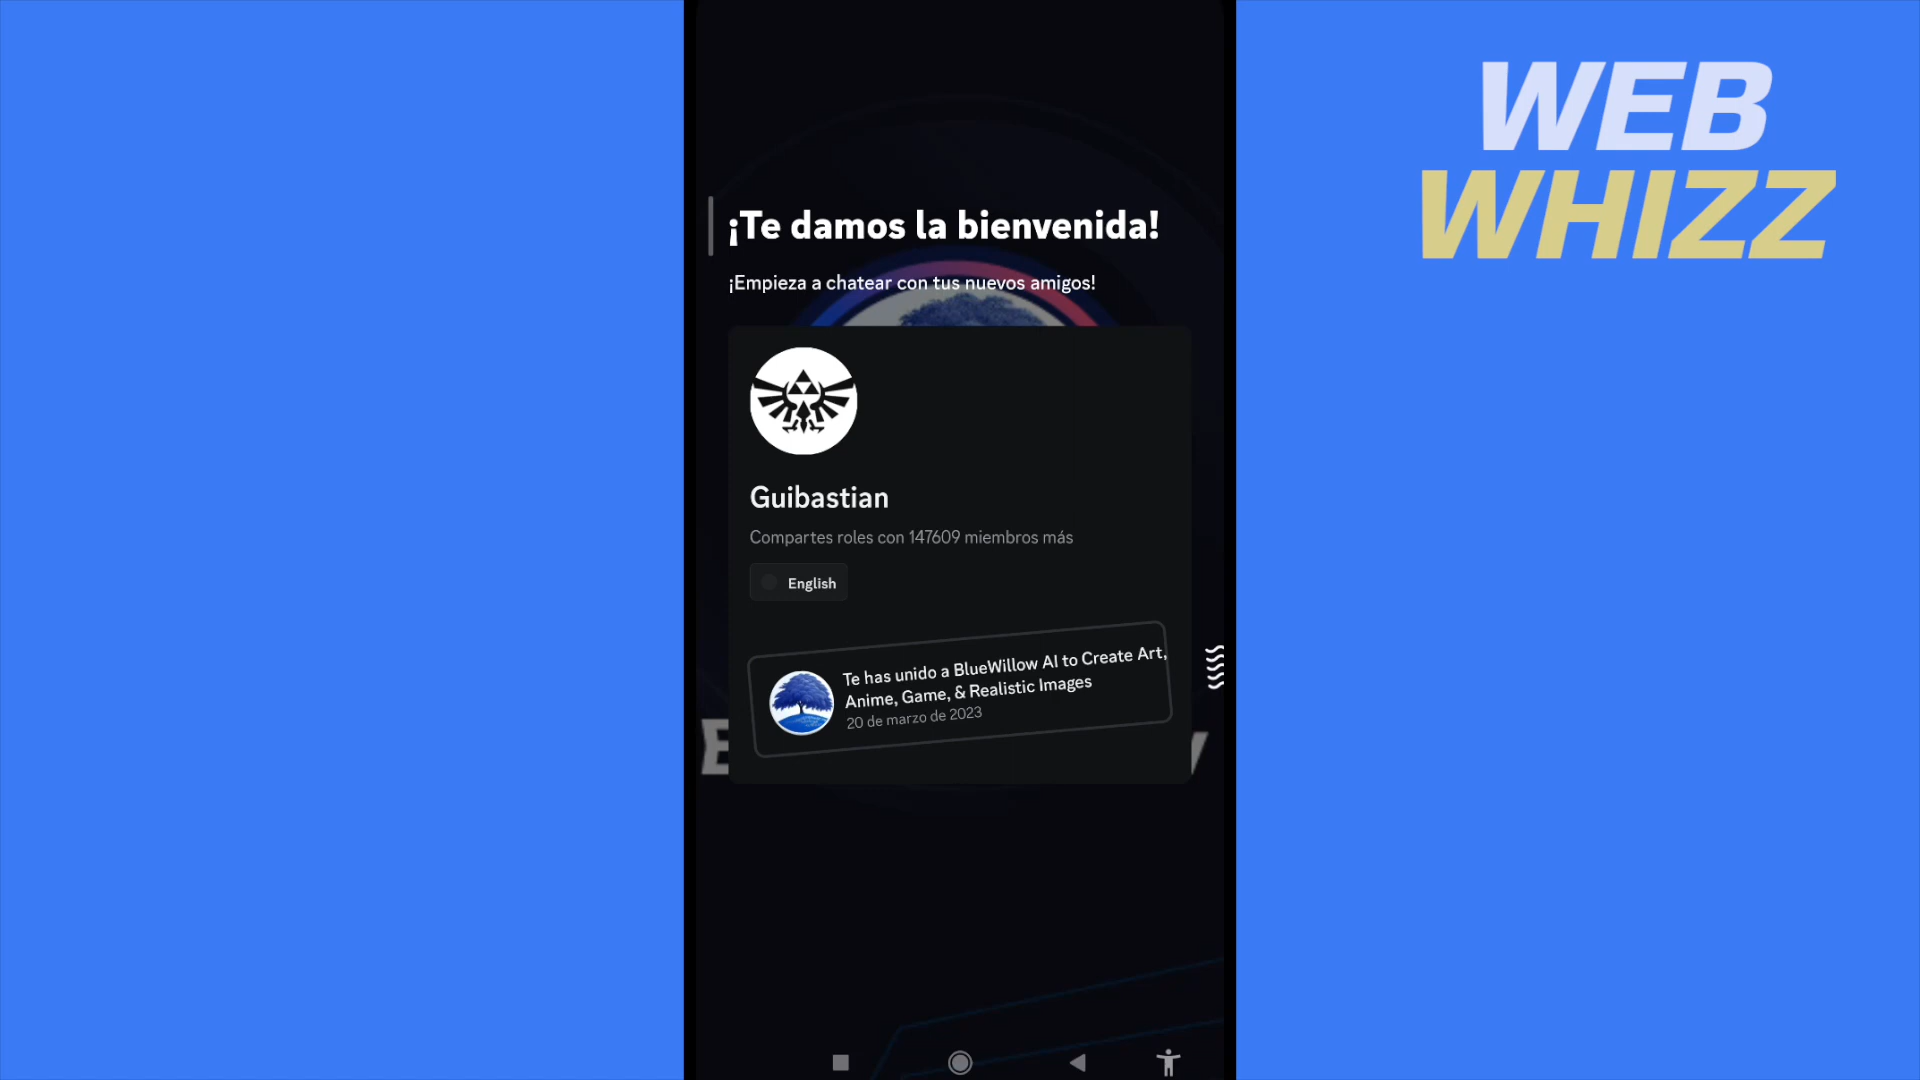 WEB
WHIZZ
¡Te damos la bienvenida!
¡Empieza a chatear con tus nuevos amigos!
Guibastian
Compartes roles con 147609 miembros más
English
Te has unido a BlueWillow AI to Create Art,
Anime, Game, & Realistic Images
20 de marzo de 2023